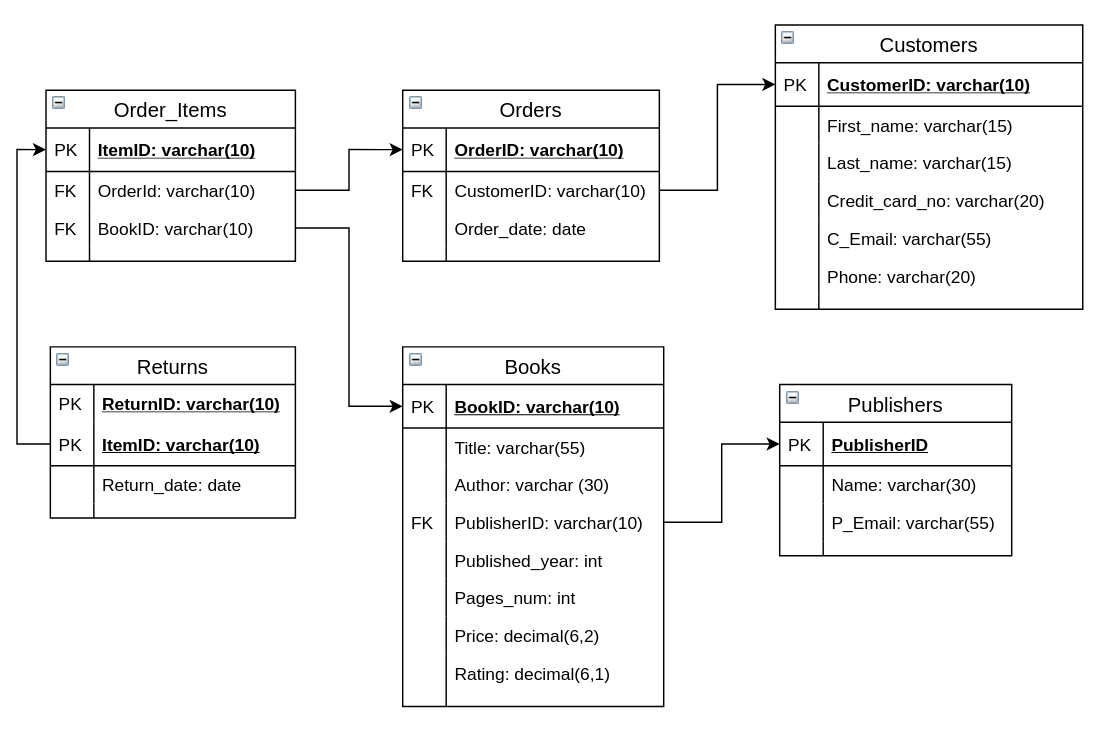 Customers
PK CustomerID: varchar(10)
First_name: varchar(15)
Last_name: varchar(15)
Credit_card_no: varchar(20)
C_Email: varchar(55)
Phone: varchar(20)
Order_Items
PK ItemID: varchar(10)
FK OrderId: varchar(10)
FK BookID: varchar(10)
Orders
PK OrderID: varchar(10)
FK CustomerID: varchar(10)
Order_date: date
Returns
PK ReturnID: varchar(10)
PK ItemID: varchar(10)
Return_date: date
Books
PK BookID: varchar(10)
Title: varchar(55)
Author: varchar (30)
FK PublisherID: varchar(10)
Published_year: int
Pages_num: int
Price: decimal(6,2)
Rating: decimal(6,1)
Publishers
PK PublisherID
Name: varchar(30)
P_Email: varchar(55)